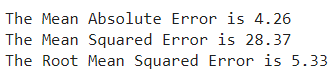 The Mean Absolute Error is 4.26
The Mean Squared Error is 28.37
The Root Mean Squared Error is 5.33